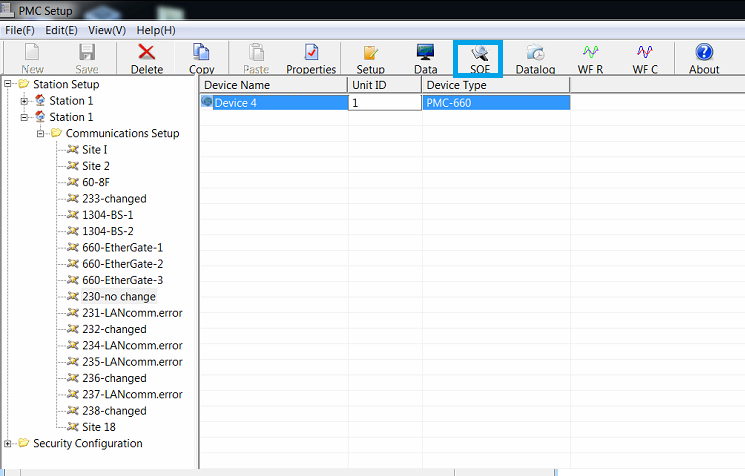 PMC Setup
File(F) Edit(E) View(V) Help(H)
New Save Delete Copy Paste Properties Setup Data SOE Datalog WF R WF C About
Station Setup
Station 1
Station 1
Communications Setup
Site I
Site 2
60-8F
233-changed
1304-BS-1
1304-BS-2
660-EtherGate-1
660-EtherGate-2
660-EtherGate-3
230-no change
231-LANcomm.error
232-changed
234-LANcomm.error
235-LANcomm.error
236-changed
237-LANcomm.error
238-changed
Site 18
Security Configuration
Device Name Unit ID Device Type
Device 4 1 PMC-660